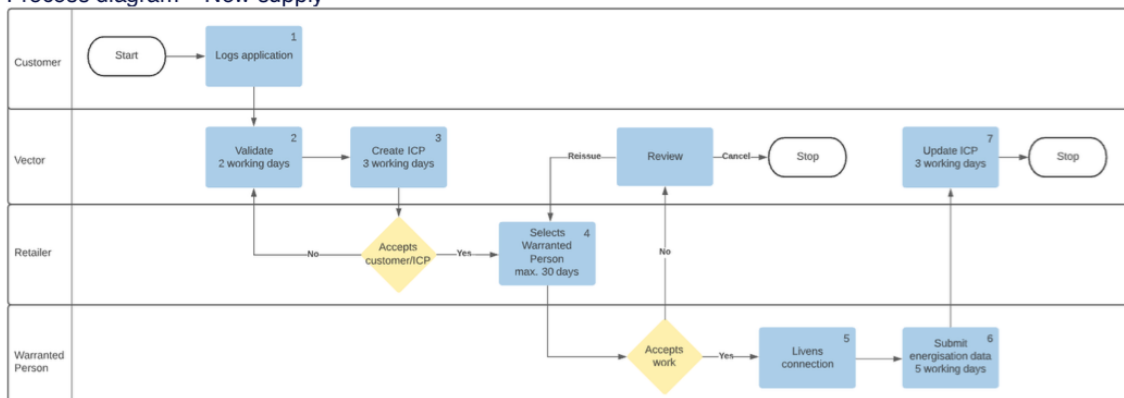 Process diagram – New supply
Customer
Start
1
Logs application
Vector
2
Validate
2 working days
3
Create ICP
3 working days
Reissue
Review
Cancel
Stop
7
Update ICP
3 working days
Stop
Retailer
No
Accepts
customer/ICP
Yes
4
Selects
Warranted
Person
max. 30 days
No
Warranted
Person
Accepts
work
Yes
5
Livens
connection
6
Submit
energisation data
5 working days